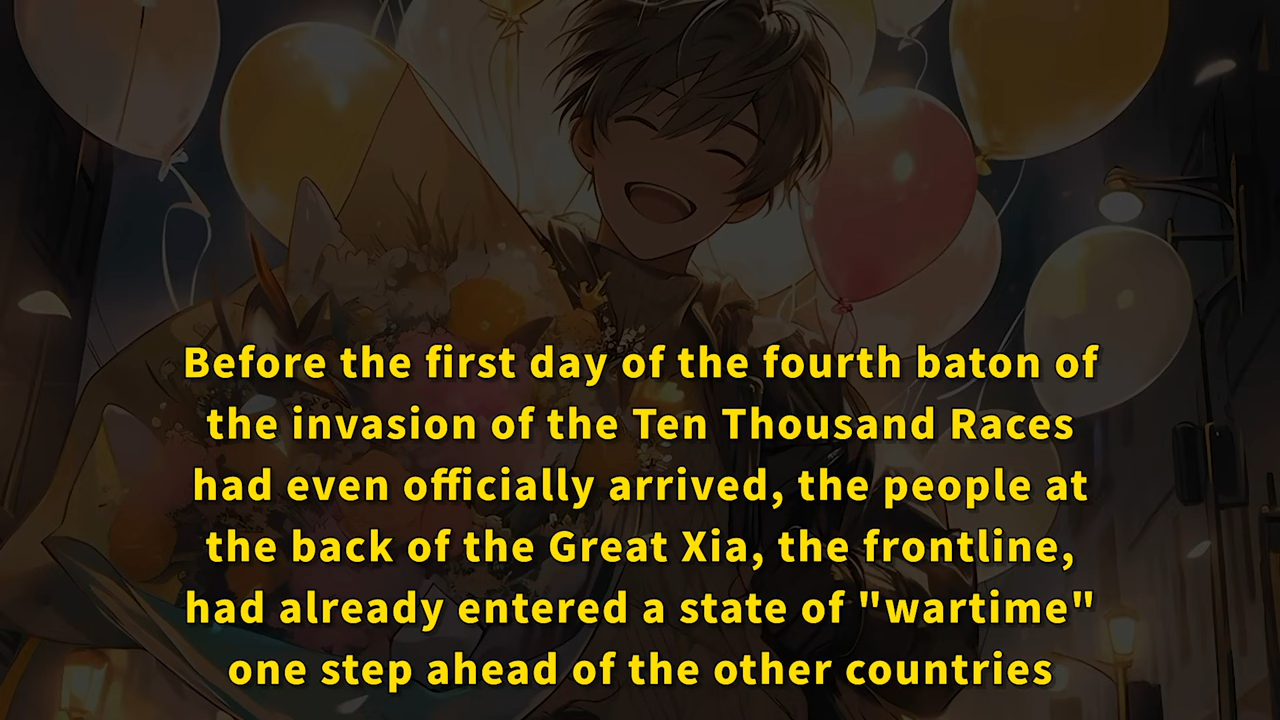 Before the first day of the fourth baton of
the invasion of the Ten Thousand Races
had even officially arrived, the people at
the back of the Great Xia, the frontline,
had already entered a state of "wartime"
one step ahead of the other countries